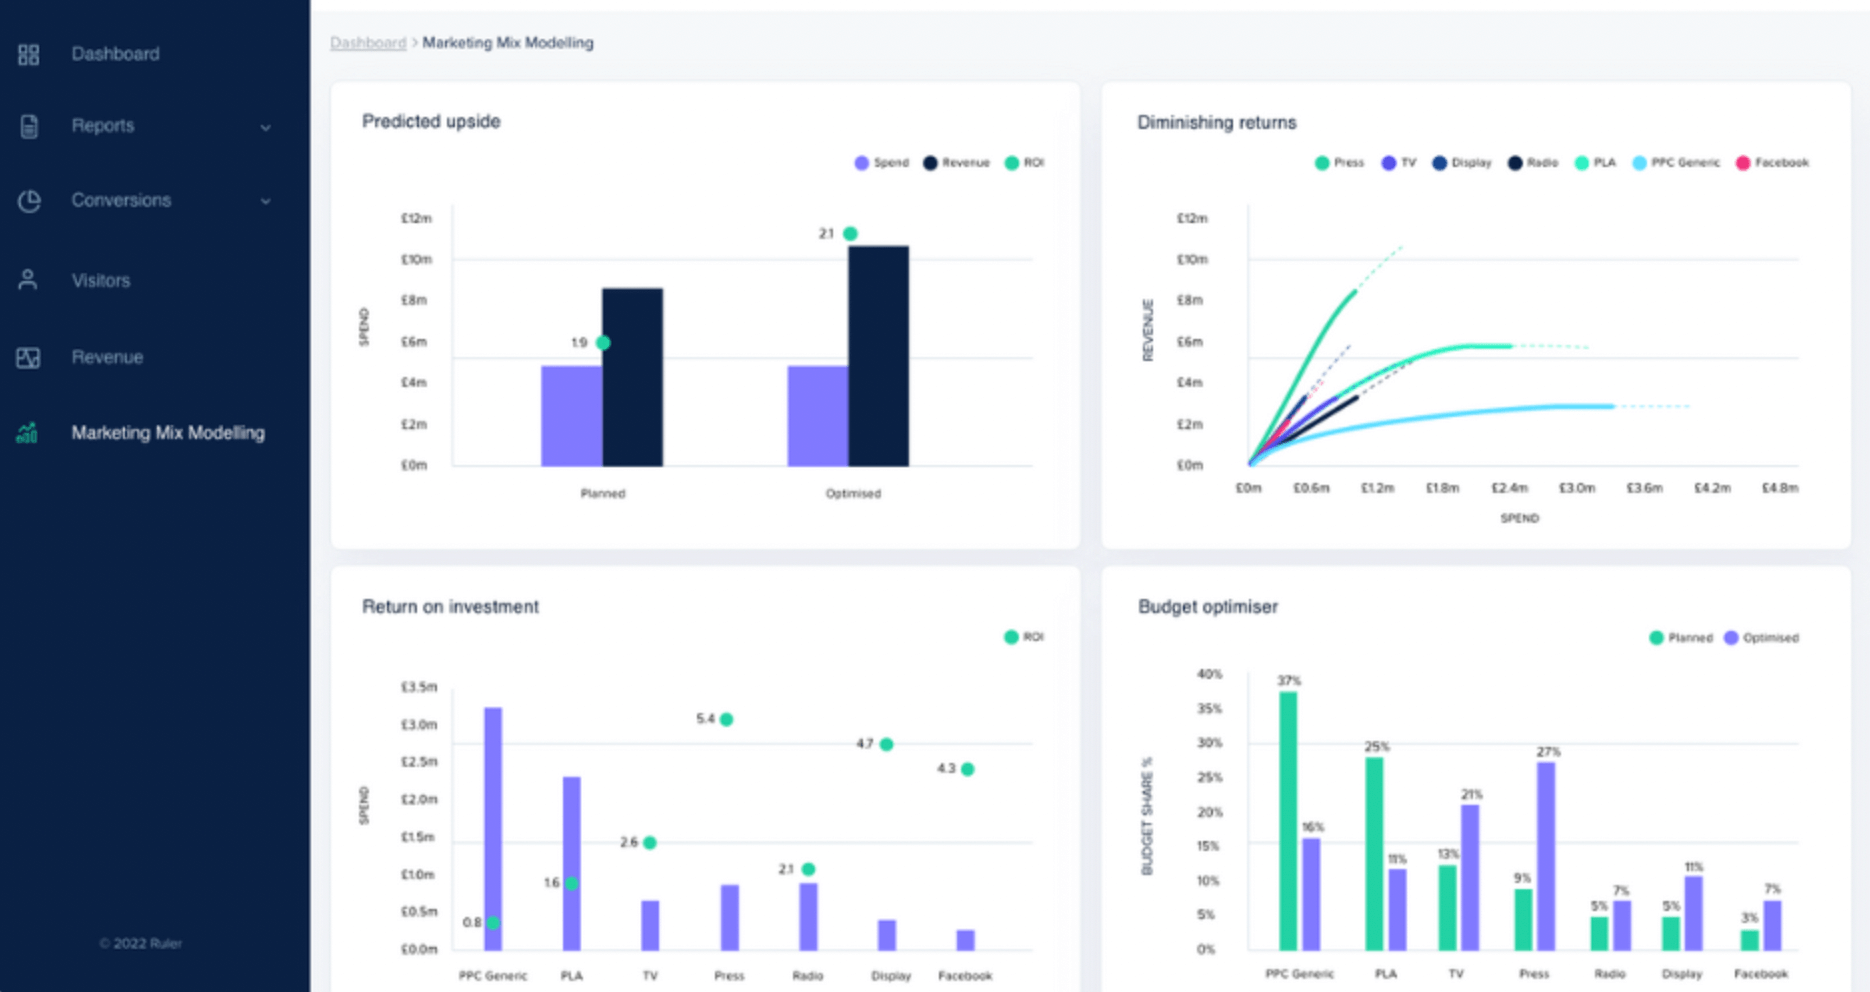 Dashboard
Reports
Conversions
Visitors
Revenue
Marketing Mix Modelling
© 2022 Ruler
Dashboard > Marketing Mix Modelling
Predicted upside
Spend Revenue ROI
SPEND
£12m
£10m
£8m
£6m
£4m
£2m
£0m
1.9
2.1
Planned Optimised
Diminishing returns
Press TV Display Radio PLA PPC Generic Facebook
REVENUE
£12m
£10m
£8m
£6m
£4m
£2m
£0m
£0m £0.6m £1.2m £1.8m £2.4m £3.0m £3.6m £4.2m £4.8m
SPEND
Return on investment
ROI
SPEND
£3.5m
£3.0m
£2.5m
£2.0m
£1.5m
£1.0m
£0.5m
£0.0m
0.8
1.6
2.6
5.4
2.1
4.7
4.3
PPC Generic PLA TV Press Radio Display Facebook
Budget optimiser
Planned Optimised
BUDGET SHARE %
40%
35%
30%
25%
20%
15%
10%
5%
0%
37% 16%
25% 11%
13% 21%
9% 27%
5% 7%
5% 11%
3% 7%
PPC Generic PLA TV Press Radio Display Facebook